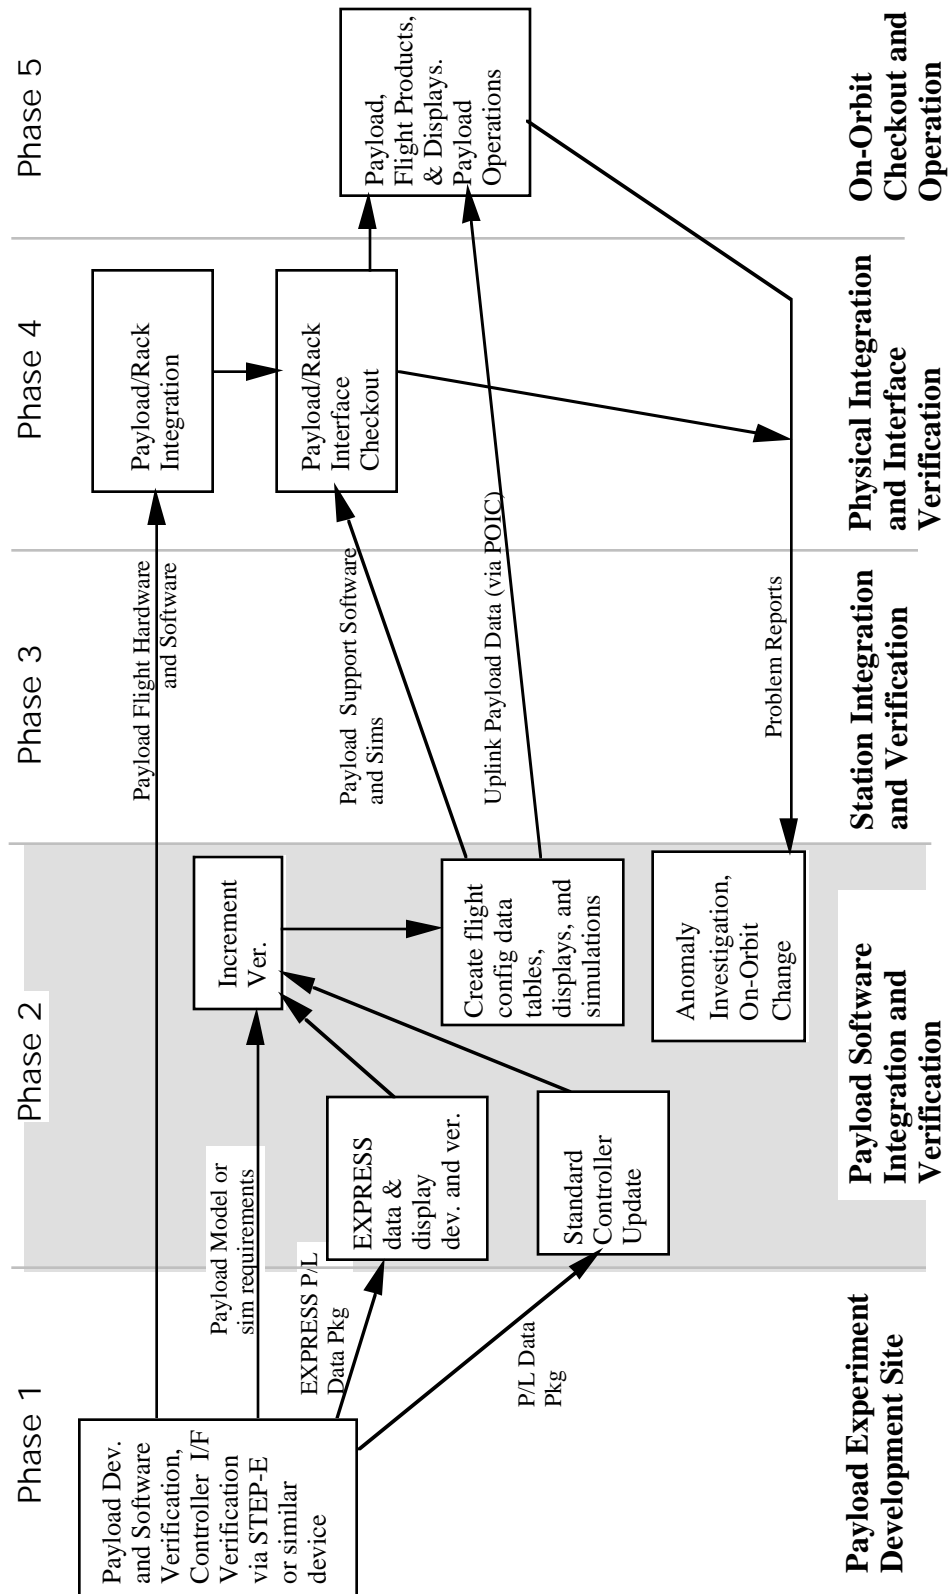 Phase 1
Phase 2
Phase 3
Phase 4
Phase 5
Payload Dev.
and Software
Verification,
Controller I/F
Verification
via STEP-E
or similar
device
Payload Flight Hardware
and Software
Payload Model or
sim requirements
EXPRESS P/L
Data Pkg
P/L Data
Pkg
Increment
Ver.
EXPRESS
data &
display
dev. and ver.
Standard
Controller
Update
Create flight
config data
tables,
displays, and
simulations
Anomaly
Investigation,
On-Orbit
Change
Payload Support Software
and Sims
Uplink Payload Data (via POIC)
Problem Reports
Payload/Rack
Integration
Payload/Rack
Interface
Checkout
Payload,
Flight Products,
& Displays.
Payload
Operations
Payload Experiment
Development Site
Payload Software
Integration and
Verification
Station Integration
and Verification
Physical Integration
and Interface
Verification
On-Orbit
Checkout and
Operation